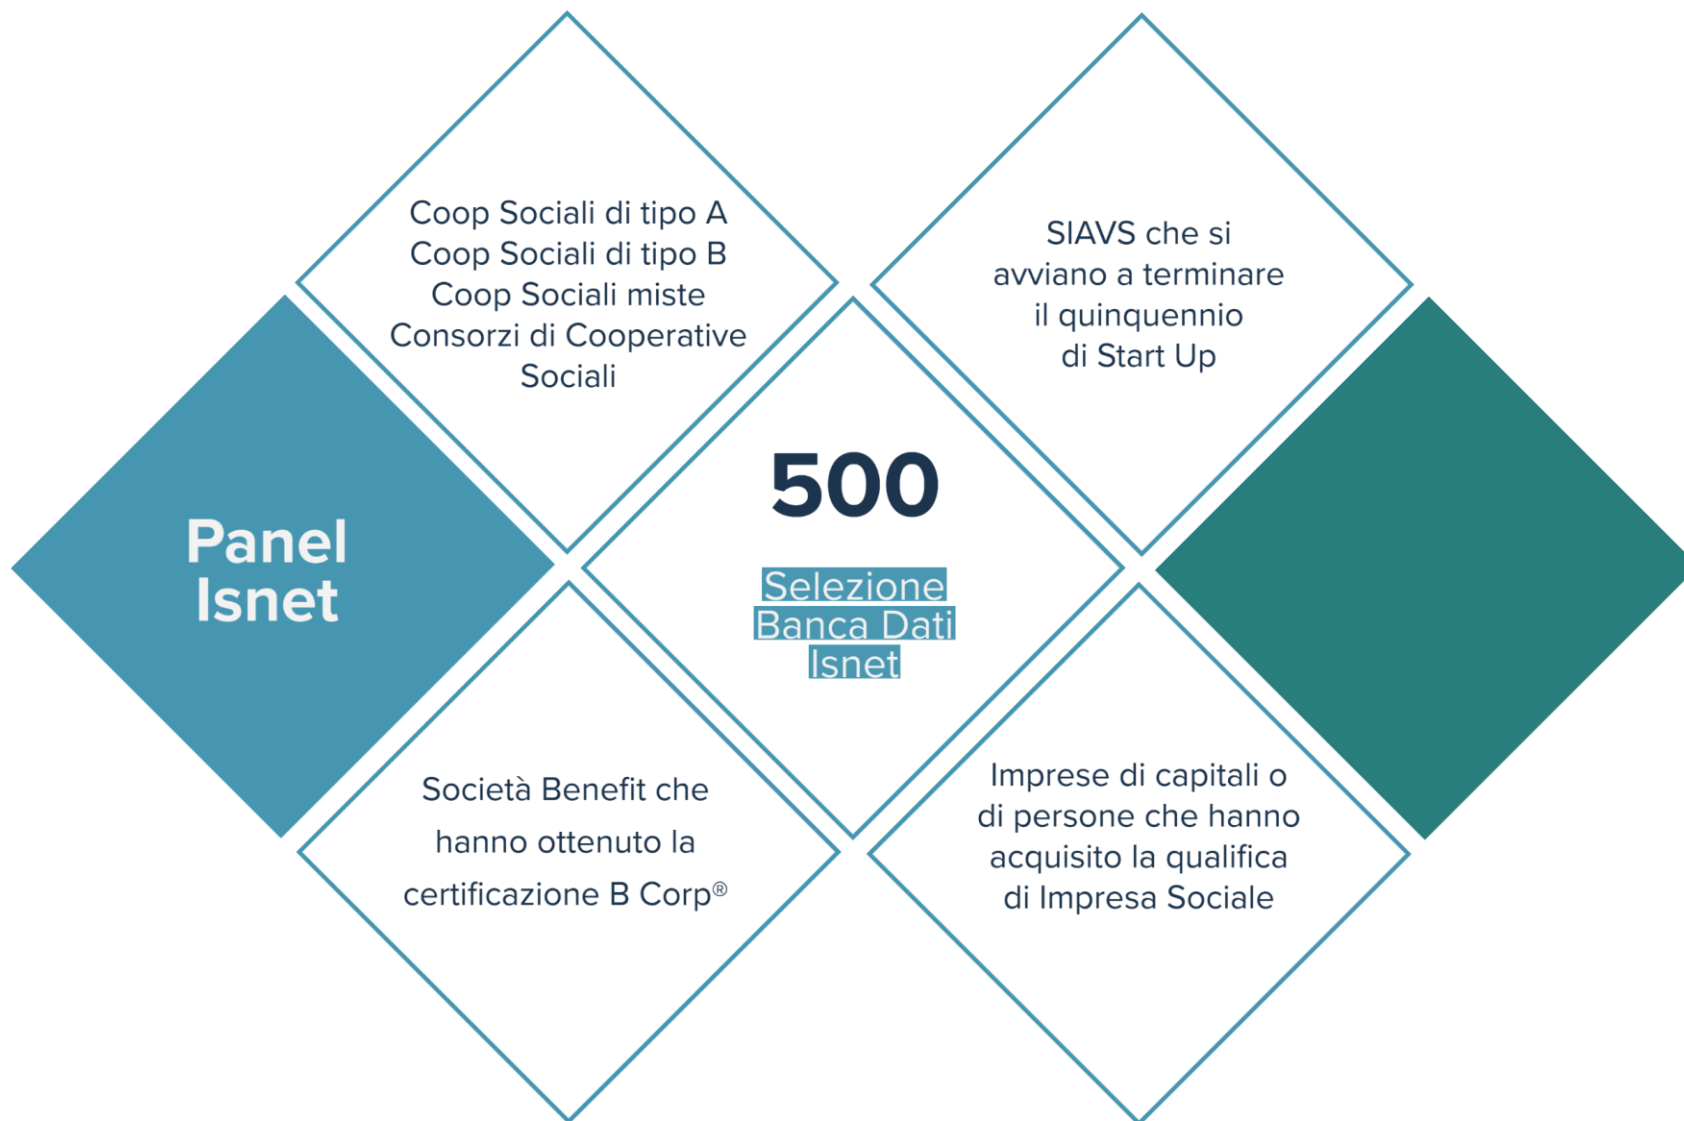 Coop Sociali di tipo A
Coop Sociali di tipo B
Coop Sociali miste
Consorzi di Cooperative
Sociali
SIAVS che si
avviano a terminare
il quinquennio
di Start Up
Panel
Isnet
500
Selezione
Banca Dati
Isnet
Società Benefit che
hanno ottenuto la
certificazione B Corp®
Imprese di capitali o
di persone che hanno
acquisito la qualifica
di Impresa Sociale